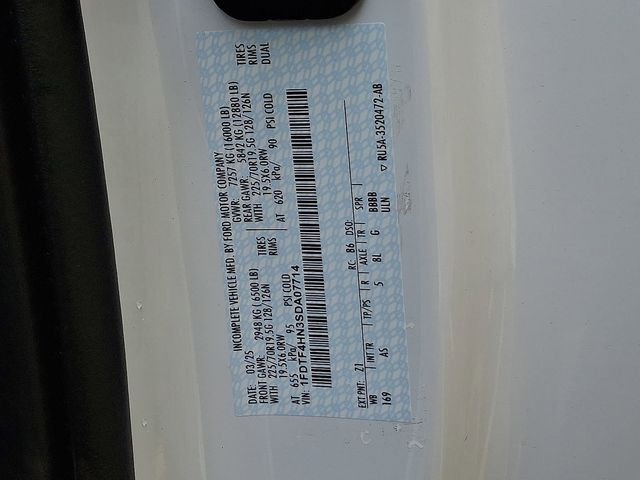 INCOMPLETE VEHICLE MFD. BY FORD MOTOR COMPANY
DATE: 03/25 GVWR: 7257 KG (16000 LB)
FRONT GAWR: 2948 KG (6500 LB) REAR GAWR: 5842 KG (12880 LB)
WITH 225/70R19.5G 128/126N TIRES WITH 225/70R19.5G 128/126N TIRES
19.5X6.0RW RIMS 19.5X6.0RW RIMS
AT 655 kPa/ 95 PSI COLD AT 620 kPa/ 90 PSI COLD DUAL
VIN: 1FDTF4HN3SDA07714
EXT PNT: Z1 RC: B6 DSO:
WB INT TR TP/PS R AXLE TR SPR
169 AS 5 8L G BBBB
ULN
▽ RU5A-3520472-AB